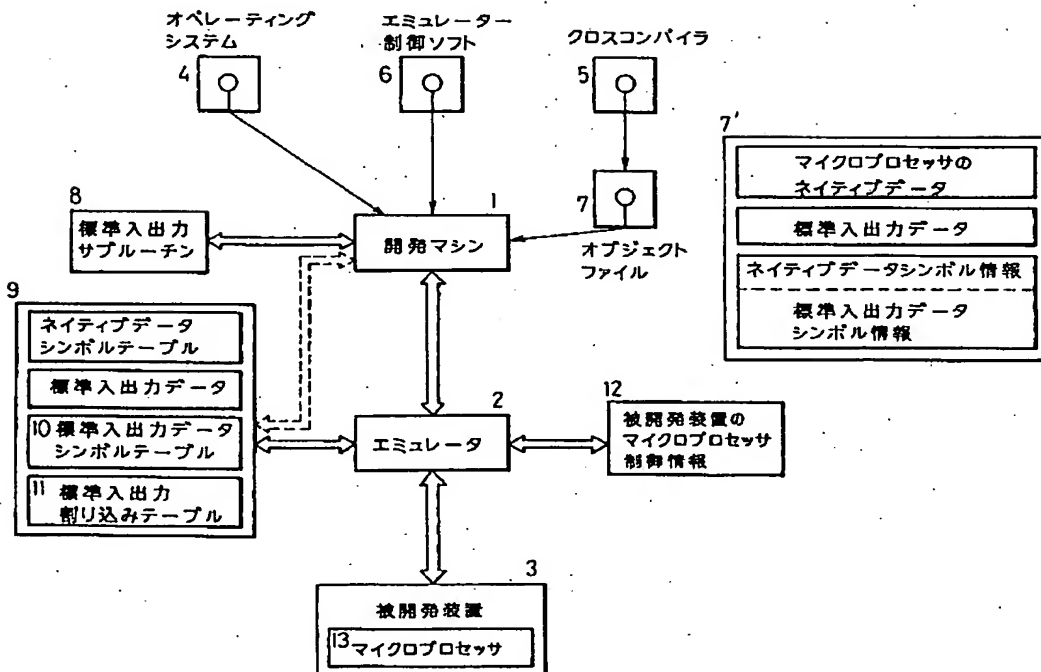 オペレーティング
システム
4
エミュレーター
制御ソフト
6
クロスコンパイラ
5
7'
マイクロプロセッサの
ネイティブデータ
標準入出力データ
ネイティブデータシンボル情報
標準入出力データ
シンボル情報
7
オブジェクト
ファイル
8
標準入出力
サブルーチン
1
開発マシン
9
ネイティブデータ
シンボルテーブル
標準入出力データ
10 標準入出力データ
シンボルテーブル
11 標準入出力
割り込みテーブル
2
エミュレータ
12
被開発装置の
マイクロプロセッサ
制御情報
3
被開発装置
13 マイクロプロセッサ